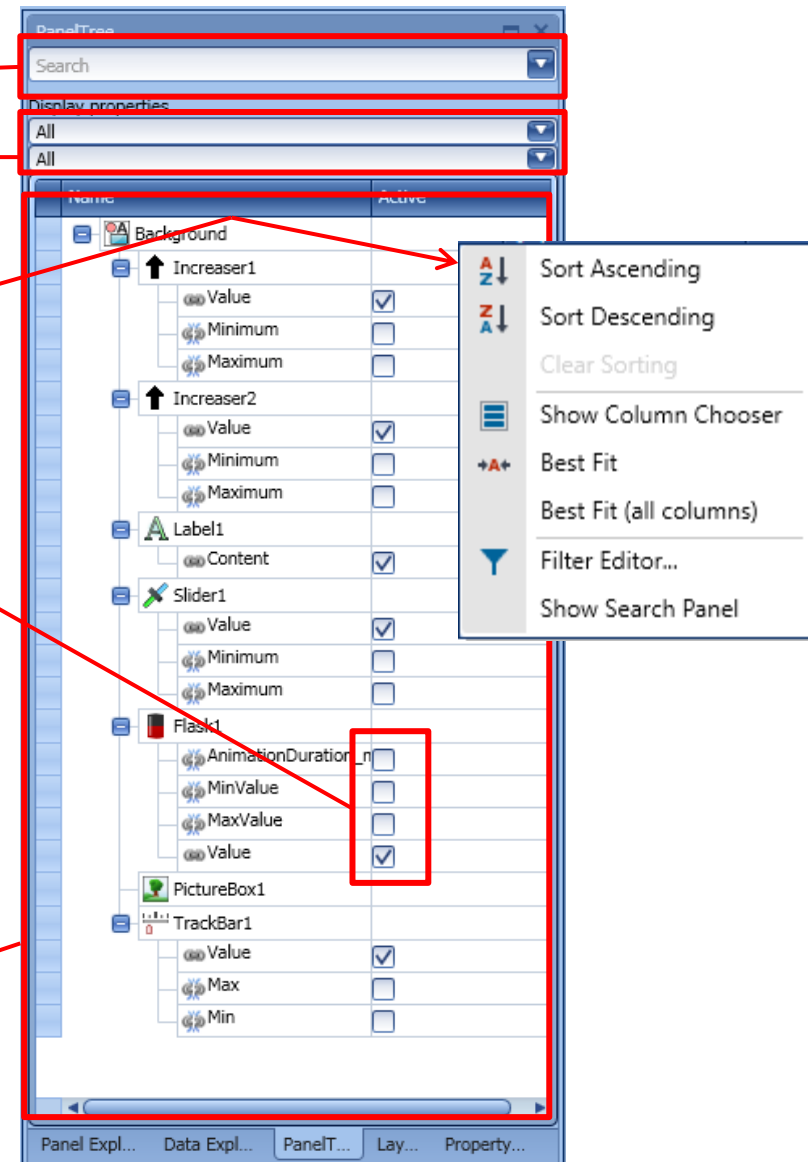 PanelTree
Search
Display properties
All
All
Name Active
Background
Increaser1
Value
Minimum
Maximum
Increaser2
Value
Minimum
Maximum
Label1
Content
Slider1
Value
Minimum
Maximum
Flask1
AnimationDuration_m
MinValue
MaxValue
Value
PictureBox1
TrackBar1
Value
Max
Min
Sort Ascending
Sort Descending
Clear Sorting
Show Column Chooser
Best Fit
Best Fit (all columns)
Filter Editor...
Show Search Panel
Panel Expl... Data Expl... PanelT... Lay... Property...